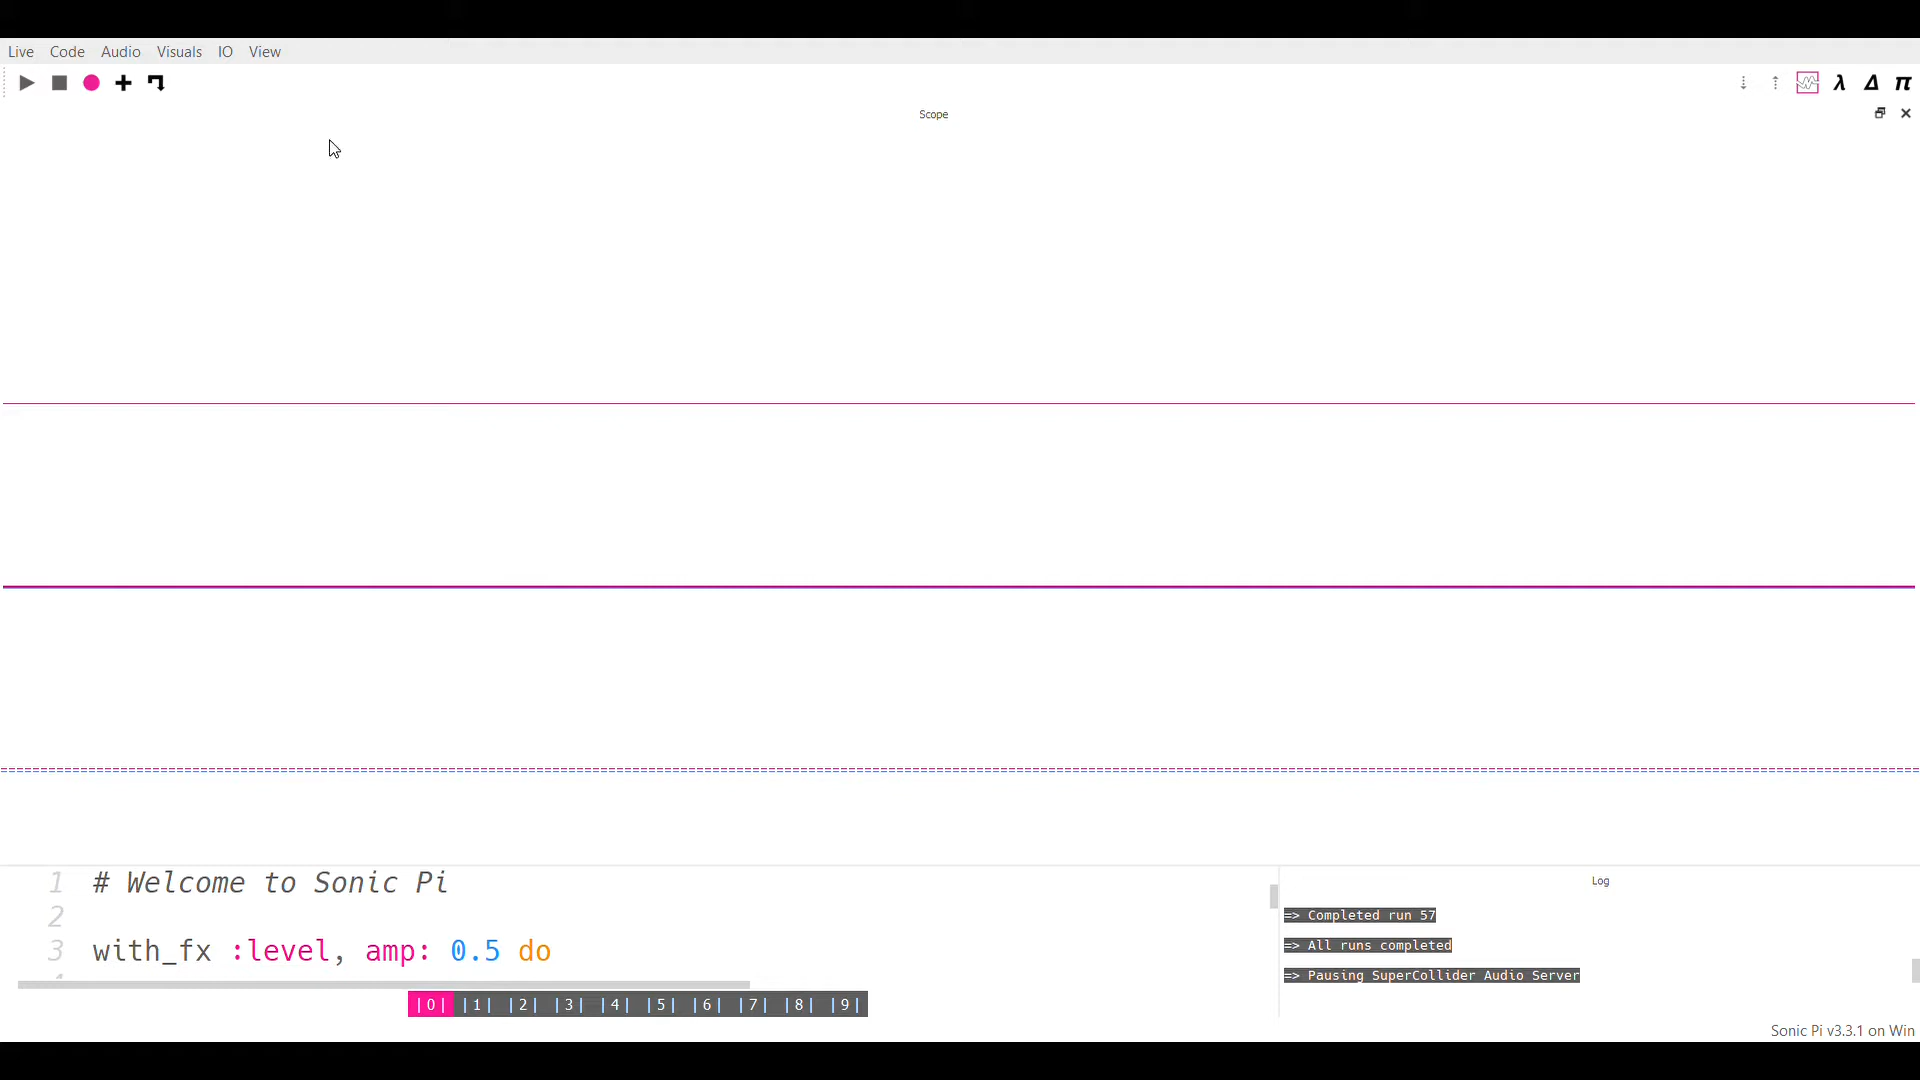 Live Code Audio Visuals IO View
λ Δ π
Scope
1 # Welcome to Sonic Pi
2
3 with_fx :level, amp: 0.5 do
Log
=> Completed run 57
=> All runs completed
=> Pausing SuperCollider Audio Server
|0| |1| |2| |3| |4| |5| |6| |7| |8| |9|
Sonic Pi v3.3.1 on Win